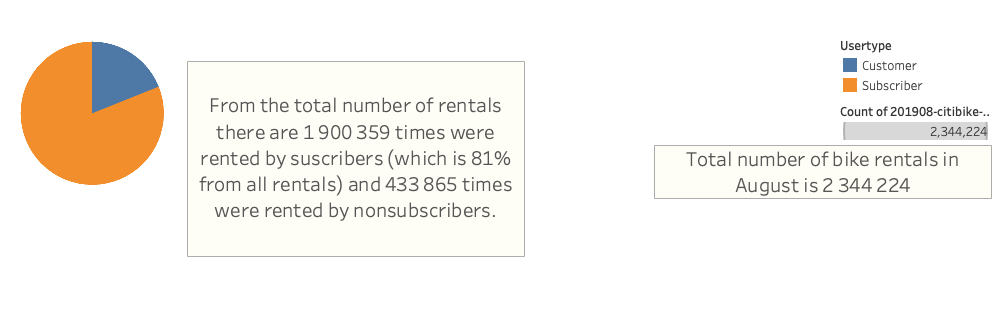 From the total number of rentals
there are 1 900 359 times were
rented by suscribers (which is 81%
from all rentals) and 433 865 times
were rented by nonsubscribers.
Usertype
Customer
Subscriber
Count of 201908-citibike-..
2,344,224
Total number of bike rentals in
August is 2 344 224